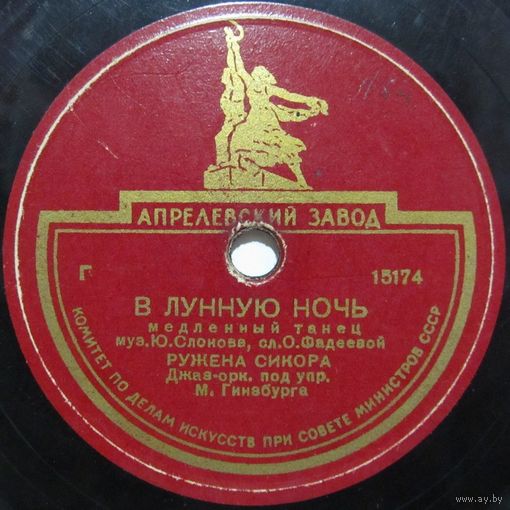 АПРЕЛЕВСКИЙ ЗАВОД
Г 15174
В ЛУННУЮ НОЧЬ
медленный танец
муз. Ю. Слонова, сл. О. Фадеевой
РУЖЕНА СИКОРА
Джаз-орк. под упр.
М. Гинзбурга
КОМИТЕТ ПО ДЕЛАМ ИСКУССТВ ПРИ СОВЕТЕ МИНИСТРОВ СССР
www.ay.by